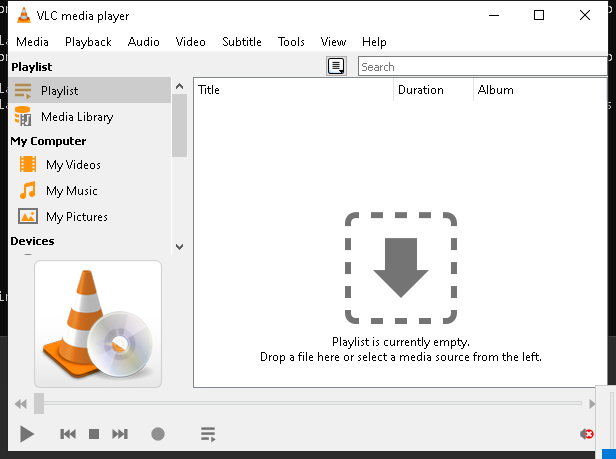 VLC media player
Media Playback Audio Video Subtitle Tools View Help
Playlist
Search
Playlist
Media Library
My Computer
My Videos
My Music
My Pictures
Devices
Title Duration Album
Playlist is currently empty.
Drop a file here or select a media source from the left.